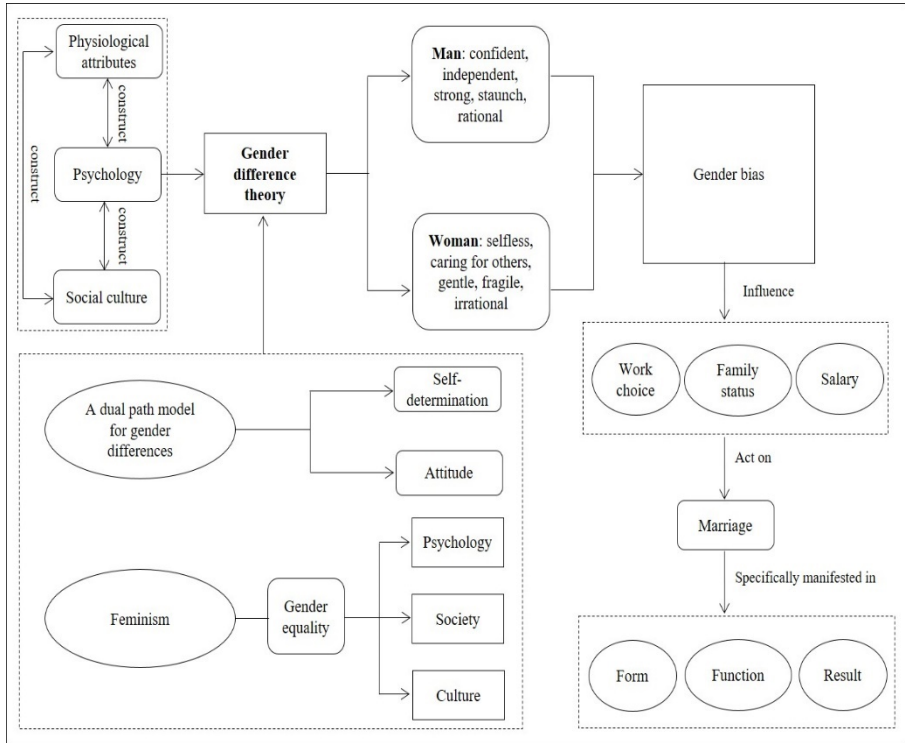 Physiological
attributes
construct
construct
Psychology
construct
Social culture
Gender
difference
theory
Man: confident,
independent,
strong, staunch,
rational
Woman: selfless,
caring for others,
gentle, fragile,
irrational
Gender bias
Influence
Work
choice
Family
status
Salary
Act on
Marriage
Specifically manifested in
Form
Function
Result
A dual path model
for gender
differences
Self-
determination
Attitude
Feminism
Gender
equality
Psychology
Society
Culture